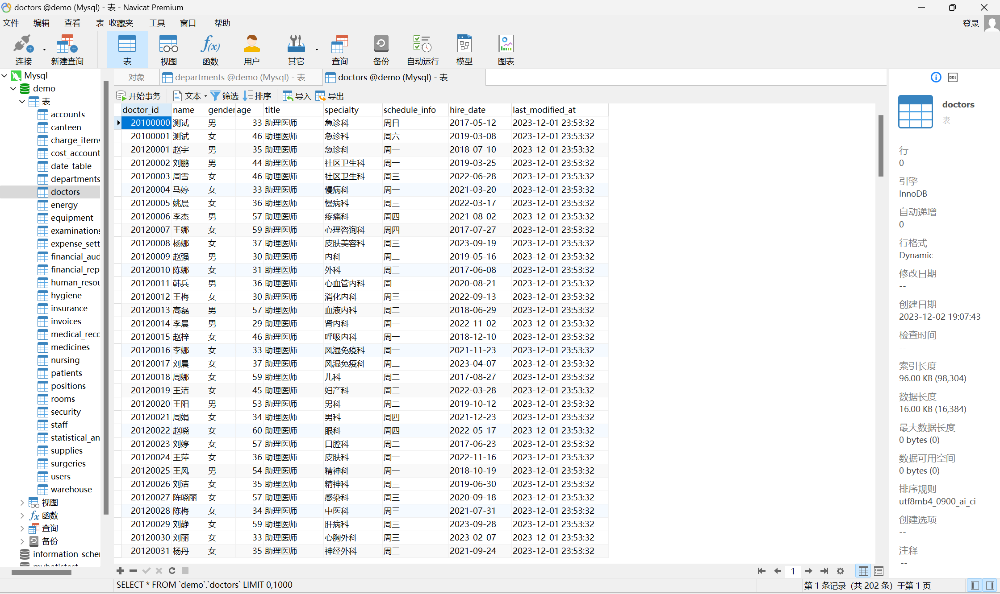 doctors @demo (Mysql) - 表 - Navicat Premium
文件 编辑 查看 表 收藏夹 工具 窗口 帮助 登录
连接 新建查询 表 视图 函数 用户 其它 查询 备份 自动运行 模型 图表
对象 departments @demo (Mysql) - 表 doctors @demo (Mysql) - 表
开始事务 文本 筛选 排序 导入 导出
Mysql
demo
表
accounts
canteen
charge_items
cost_account
date_table
departments
doctors
energy
equipment
examinations
expense_sett
financial_aud
financial_rep
human_resou
hygiene
insurance
invoices
medical_reco
medicines
nursing
patients
positions
rooms
security
staff
statistical_an
supplies
surgeries
users
warehouse
视图
函数
查询
备份
information_scher
mybatistest
doctor_id name gender age title specialty schedule_info hire_date last_modified_at
20100000 测试 男 33 助理医师 急诊科 周日 2017-05-12 2023-12-01 23:53:32
20100001 测试 女 46 助理医师 急诊科 周六 2019-03-08 2023-12-01 23:53:32
20120001 赵宇 男 35 助理医师 急诊科 周一 2018-07-10 2023-12-01 23:53:32
20120002 刘鹏 男 44 助理医师 社区卫生科 周一 2019-03-25 2023-12-01 23:53:32
20120003 周雪 女 46 助理医师 社区卫生科 周三 2022-06-28 2023-12-01 23:53:32
20120004 马婷 女 33 助理医师 慢病科 周一 2021-03-20 2023-12-01 23:53:32
20120005 姚晨 女 36 助理医师 慢病科 周三 2022-03-17 2023-12-01 23:53:32
20120006 李杰 男 57 助理医师 疼痛科 周四 2021-08-02 2023-12-01 23:53:32
20120007 王娜 女 59 助理医师 心理咨询科 周四 2017-07-27 2023-12-01 23:53:32
20120008 杨娜 女 37 助理医师 皮肤美容科 周三 2023-09-19 2023-12-01 23:53:32
20120009 赵强 男 30 助理医师 内科 周二 2019-05-16 2023-12-01 23:53:32
20120010 陈娜 女 31 助理医师 外科 周三 2017-06-08 2023-12-01 23:53:32
20120011 韩兵 男 36 助理医师 心血管内科 周一 2020-08-21 2023-12-01 23:53:32
20120012 王梅 女 30 助理医师 消化内科 周三 2022-09-13 2023-12-01 23:53:32
20120013 高磊 男 57 助理医师 血液内科 周二 2018-06-29 2023-12-01 23:53:32
20120014 李晨 男 29 助理医师 肾内科 周一 2022-11-02 2023-12-01 23:53:32
20120015 赵梓 女 46 助理医师 呼吸内科 周一 2018-12-10 2023-12-01 23:53:32
20120016 李娜 女 33 助理医师 风湿免疫科 周一 2021-11-23 2023-12-01 23:53:32
20120017 刘晨 女 37 助理医师 风湿免疫科 周二 2023-04-07 2023-12-01 23:53:32
20120018 周娜 女 59 助理医师 儿科 周二 2017-08-27 2023-12-01 23:53:32
20120019 王洁 女 45 助理医师 妇产科 周二 2022-03-28 2023-12-01 23:53:32
20120020 王阳 男 53 助理医师 男科 周二 2019-10-12 2023-12-01 23:53:32
20120021 周娟 女 34 助理医师 男科 周四 2021-12-23 2023-12-01 23:53:32
20120022 赵晓 女 60 助理医师 眼科 周四 2022-05-17 2023-12-01 23:53:32
20120023 刘婷 女 57 助理医师 口腔科 周二 2017-06-23 2023-12-01 23:53:32
20120024 王萍 女 36 助理医师 皮肤科 周一 2022-11-16 2023-12-01 23:53:32
20120025 王风 男 54 助理医师 精神科 周一 2018-10-19 2023-12-01 23:53:32
20120026 刘洁 女 35 助理医师 精神科 周三 2019-06-30 2023-12-01 23:53:32
20120027 陈晓丽 女 57 助理医师 感染科 周三 2020-09-18 2023-12-01 23:53:32
20120028 陈梅 女 34 助理医师 中医科 周三 2021-07-31 2023-12-01 23:53:32
20120029 刘静 女 59 助理医师 肝病科 周三 2023-09-28 2023-12-01 23:53:32
20120030 刘丽 女 33 助理医师 心胸外科 周三 2023-02-07 2023-12-01 23:53:32
20120031 杨丹 女 35 助理医师 神经外科 周三 2021-09-24 2023-12-01 23:53:32
DDL
doctors
表
行
0
引擎
InnoDB
自动递增
0
行格式
Dynamic
修改日期
--
创建日期
2023-12-02 19:07:43
检查时间
--
索引长度
96.00 KB (98,304)
数据长度
16.00 KB (16,384)
最大数据长度
0 bytes (0)
数据可用空间
0 bytes (0)
排序规则
utf8mb4_0900_ai_ci
创建选项
--
注释
--
1
SELECT * FROM `demo`.`doctors` LIMIT 0,1000
第 1 条记录 (共 202 条) 于第 1 页